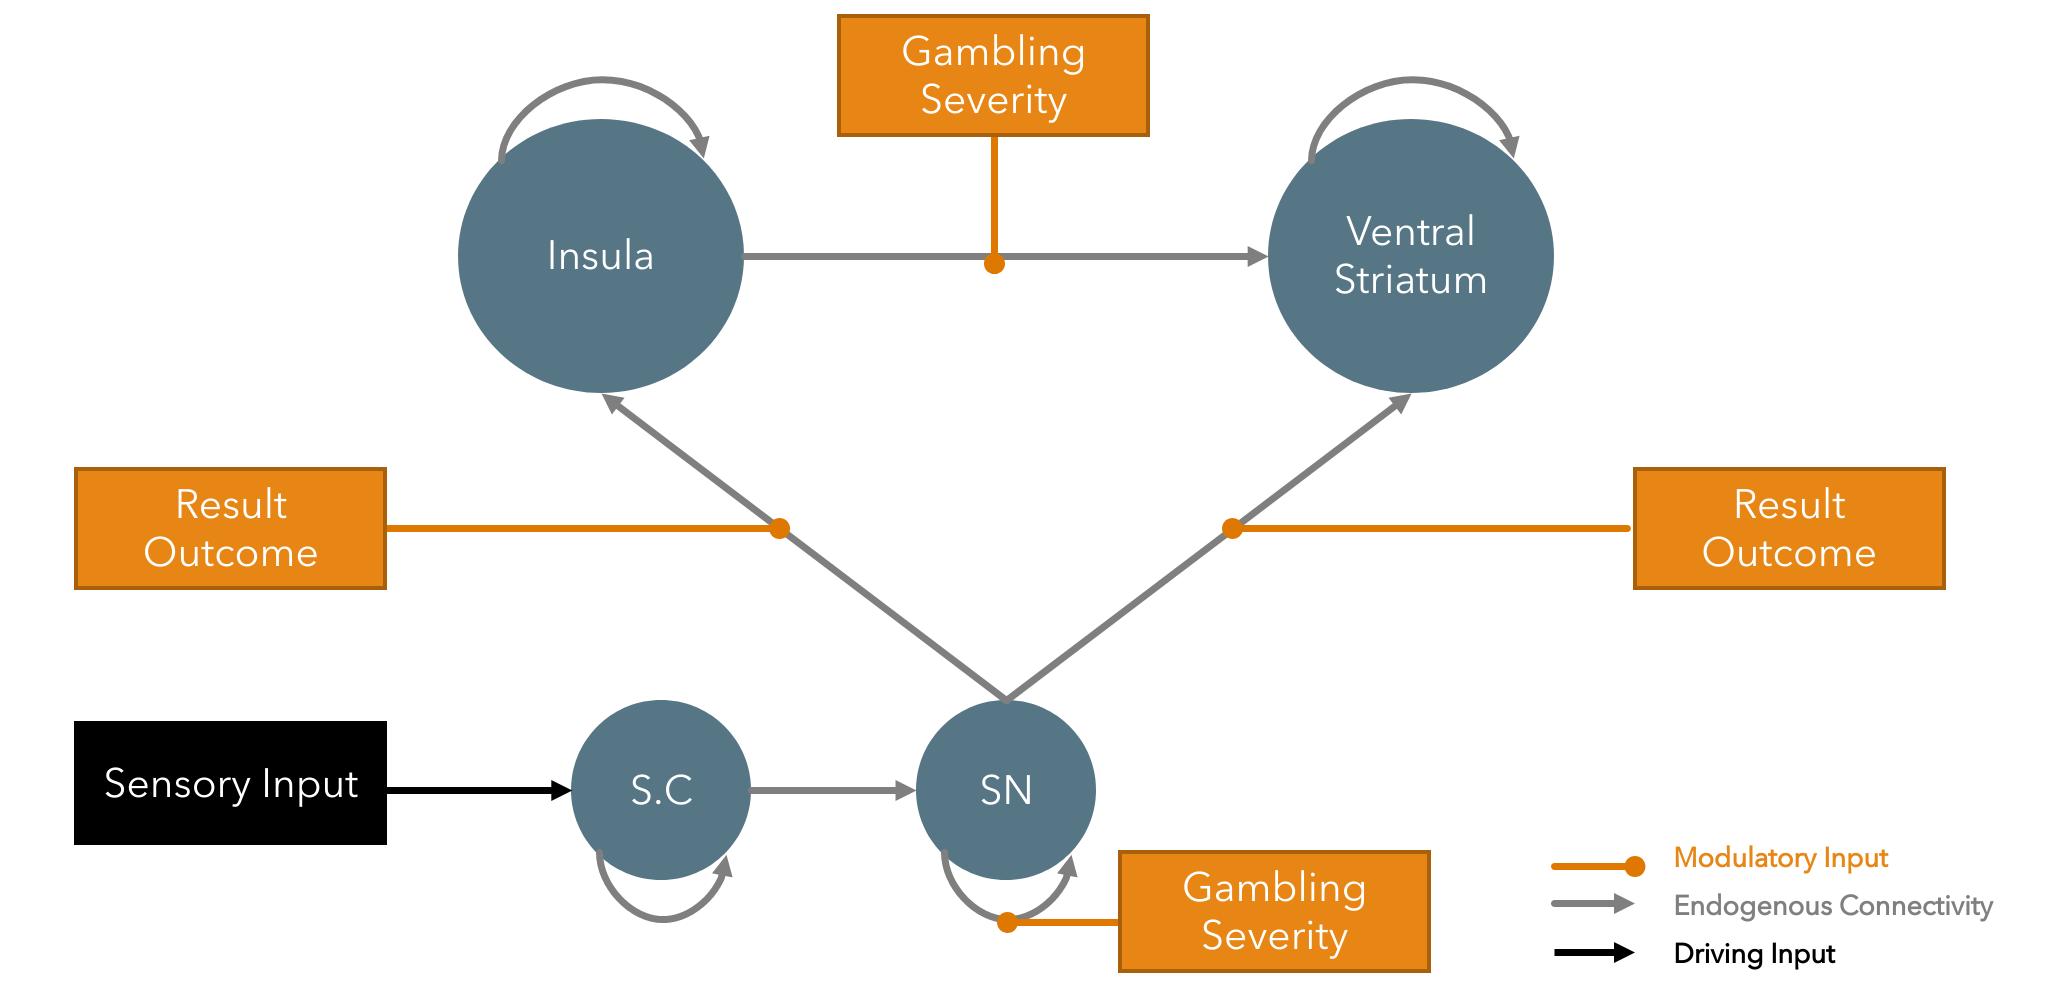 Gambling
Severity
Insula
Ventral
Striatum
Result
Outcome
Result
Outcome
Sensory Input
S.C
SN
Gambling
Severity
Modulatory Input
Endogenous Connectivity
Driving Input